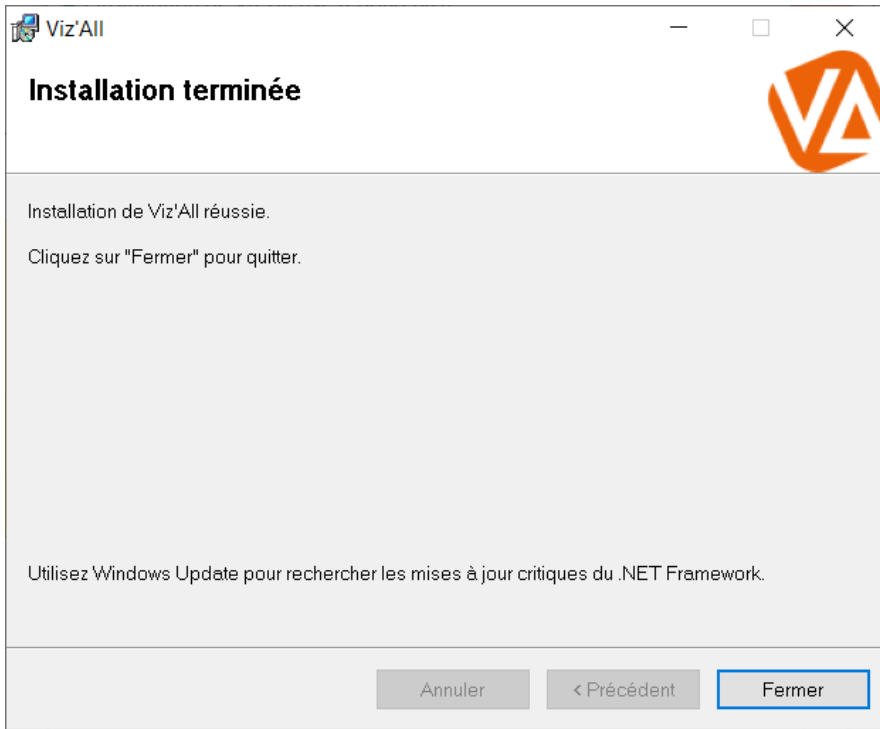 Viz'All
Installation terminée
VA
Installation de Viz'All réussie.
Cliquez sur "Fermer" pour quitter.
Utilisez Windows Update pour rechercher les mises à jour critiques du .NET Framework.
Annuler
< Précédent
Fermer